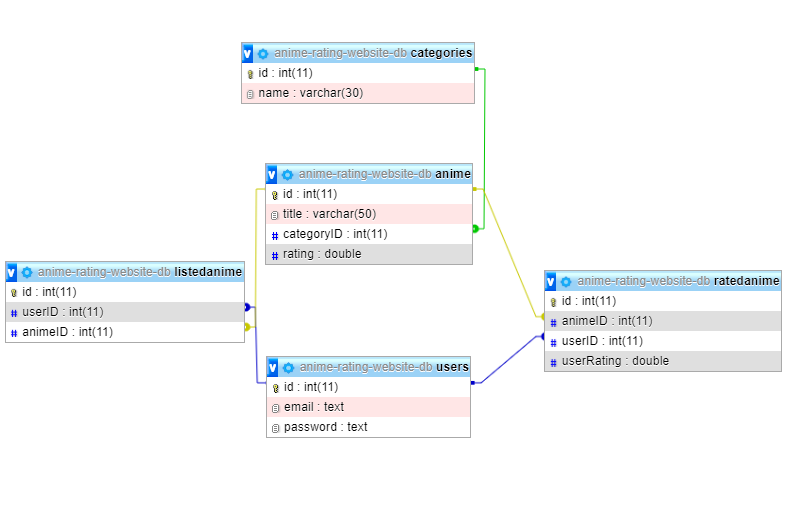 v anime-rating-website-db categories
id : int(11)
name : varchar(30)
v anime-rating-website-db anime
id : int(11)
title : varchar(50)
# categoryID : int(11)
# rating : double
v anime-rating-website-db listedanime
id : int(11)
# userID : int(11)
# animeID : int(11)
v anime-rating-website-db ratedanime
id : int(11)
# animeID : int(11)
# userID : int(11)
# userRating : double
v anime-rating-website-db users
id : int(11)
email : text
password : text